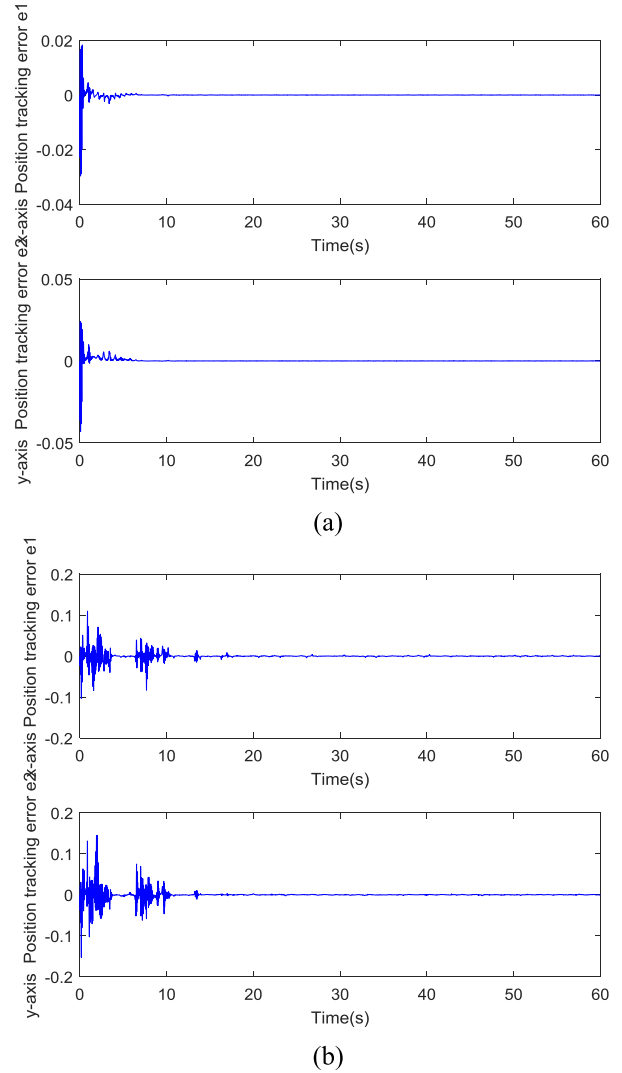 x-axis Position tracking error e1
0.02
0
-0.02
-0.04
0 10 20 30 40 50 60
Time(s)
y-axis Position tracking error e2
0.05
0
-0.05
0 10 20 30 40 50 60
Time(s)
(a)
x-axis Position tracking error e1
0.2
0.1
0
-0.1
-0.2
0 10 20 30 40 50 60
Time(s)
y-axis Position tracking error e2
0.2
0.1
0
-0.1
-0.2
0 10 20 30 40 50 60
Time(s)
(b)